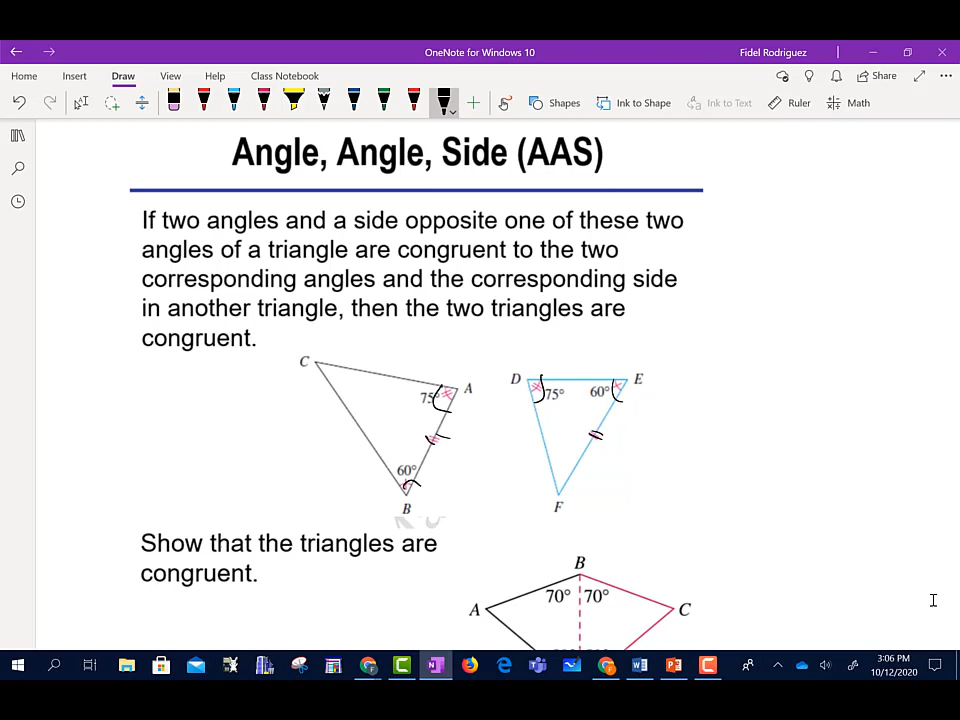 OneNote for Windows 10
Fidel Rodriguez
Home Insert Draw View Help Class Notebook Share
Shapes Ink to Shape Ink to Text Ruler Math
Angle, Angle, Side (AAS)
If two angles and a side opposite one of these two
angles of a triangle are congruent to the two
corresponding angles and the corresponding side
in another triangle, then the two triangles are
congruent.
C
A
75°
60°
B
D
E
75°
60°
F
Show that the triangles are
congruent.
B
70° 70°
A
C
3:06 PM
10/12/2020